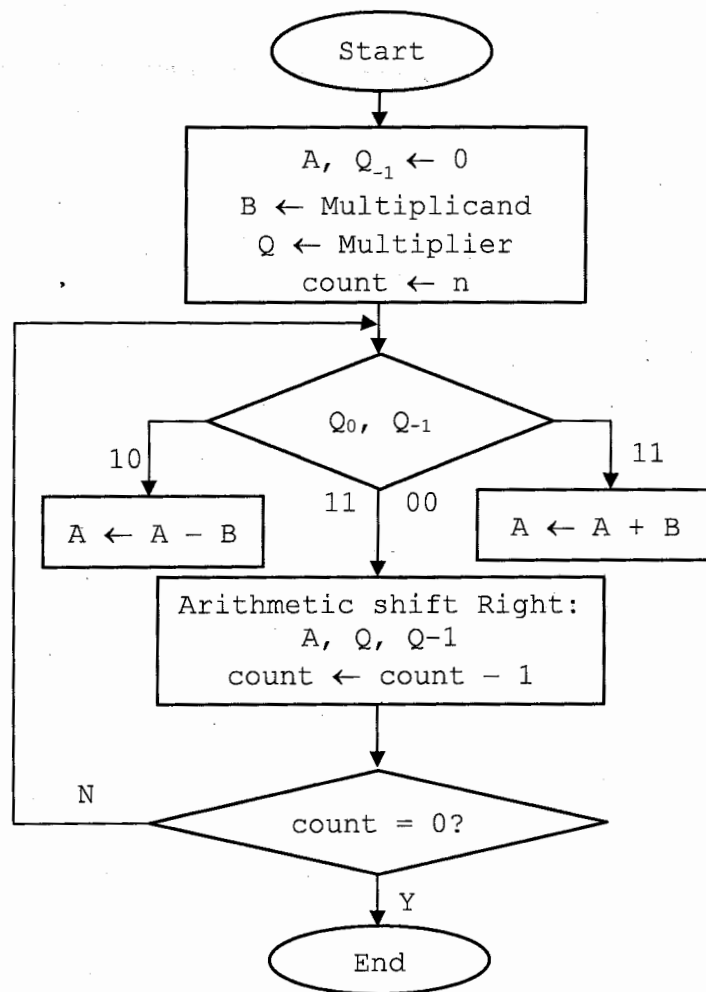 Start
A, Q₋₁ ← 0
B ← Multiplicand
Q ← Multiplier
count ← n
Q₀, Q₋₁
10
11
11 00
A ← A − B
A ← A + B
Arithmetic shift Right:
A, Q, Q-1
count ← count − 1
N
count = 0?
Y
End